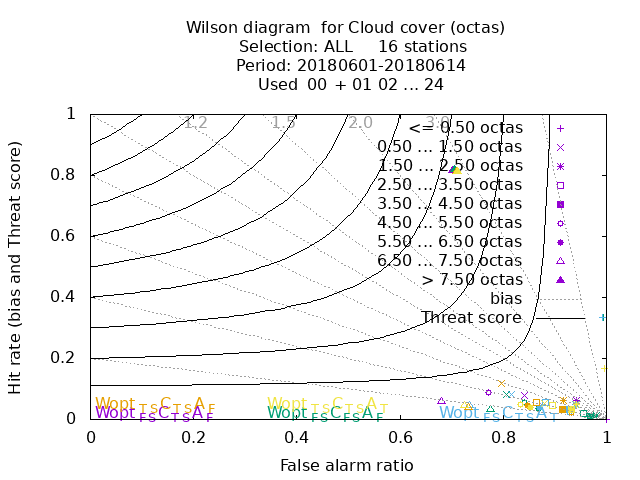 Wilson diagram for Cloud cover (octas)
Selection: ALL 16 stations
Period: 20180601-20180614
Used 00 + 01 02 ... 24
Hit rate (bias and Threat score)
1
0.8
0.6
0.4
0.2
0
1.2 1.5 2.0 3.0
<= 0.50 octas
0.50 ... 1.50 octas
1.50 ... 2.50 octas
2.50 ... 3.50 octas
3.50 ... 4.50 octas
4.50 ... 5.50 octas
5.50 ... 6.50 octas
6.50 ... 7.50 octas
> 7.50 octas
bias
Threat score
Wopt_TSC_TSA_F Wopt_TSC_TSA_T
Wopt_FSC_TSA_F Wopt_FSC_FSA_T Wopt_FSC_FSA_F
0 0.2 0.4 0.6 0.8 1
False alarm ratio